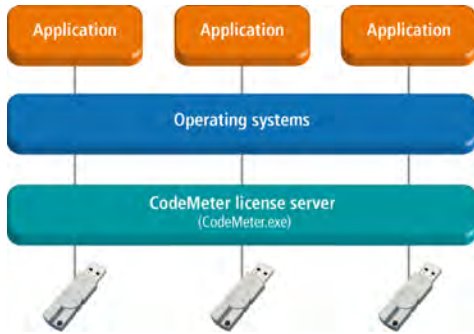 Application Application Application
Operating systems
CodeMeter license server
(CodeMeter.exe)